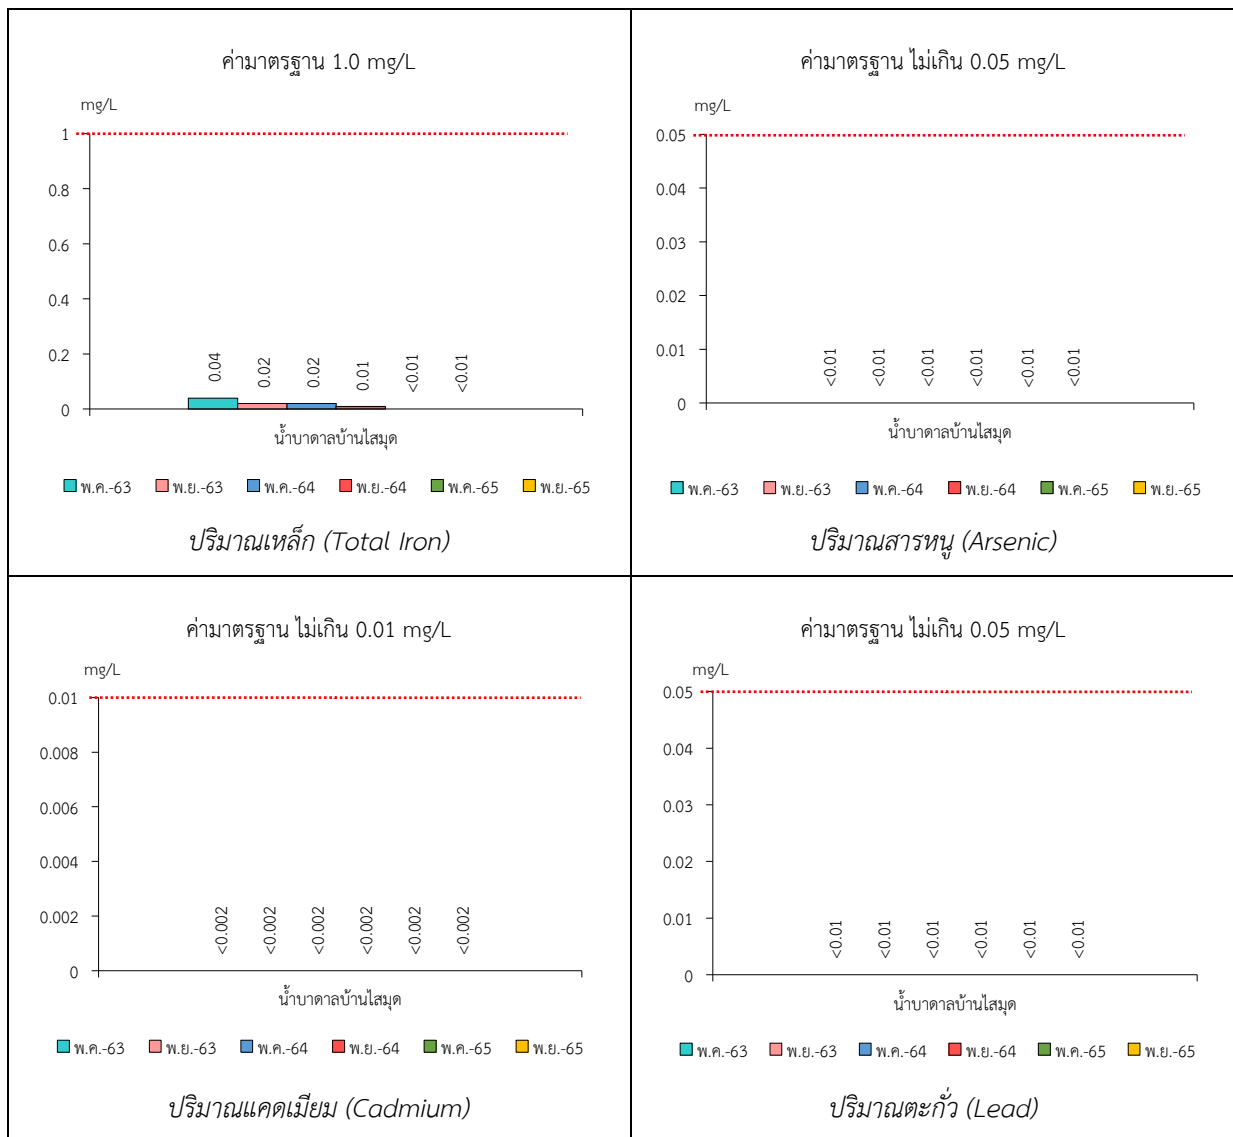 ค่ามาตรฐาน 1.0 mg/L
mg/L
1
0.8
0.6
0.4
0.2
0
0.04
0.02
0.02
0.01
<0.01
<0.01
น้ำบาดาลบ้านไสมุด
พ.ค.-63 พ.ย.-63 พ.ค.-64 พ.ย.-64 พ.ค.-65 พ.ย.-65
ปริมาณเหล็ก (Total Iron)
ค่ามาตรฐาน ไม่เกิน 0.05 mg/L
mg/L
0.05
0.04
0.03
0.02
0.01
0
<0.01
<0.01
<0.01
<0.01
<0.01
<0.01
น้ำบาดาลบ้านไสมุด
พ.ค.-63 พ.ย.-63 พ.ค.-64 พ.ย.-64 พ.ค.-65 พ.ย.-65
ปริมาณสารหนู (Arsenic)
ค่ามาตรฐาน ไม่เกิน 0.01 mg/L
mg/L
0.01
0.008
0.006
0.004
0.002
0
<0.002
<0.002
<0.002
<0.002
<0.002
<0.002
น้ำบาดาลบ้านไสมุด
พ.ค.-63 พ.ย.-63 พ.ค.-64 พ.ย.-64 พ.ค.-65 พ.ย.-65
ปริมาณแคดเมียม (Cadmium)
ค่ามาตรฐาน ไม่เกิน 0.05 mg/L
mg/L
0.05
0.04
0.03
0.02
0.01
0
<0.01
<0.01
<0.01
<0.01
<0.01
<0.01
น้ำบาดาลบ้านไสมุด
พ.ค.-63 พ.ย.-63 พ.ค.-64 พ.ย.-64 พ.ค.-65 พ.ย.-65
ปริมาณตะกั่ว (Lead)